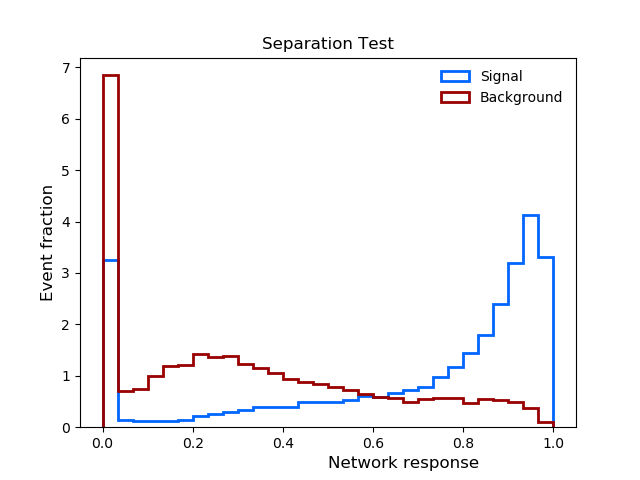 Separation Test
Signal
Background
Event fraction
7
6
5
4
3
2
1
0
0.0 0.2 0.4 0.6 0.8 1.0
Network response